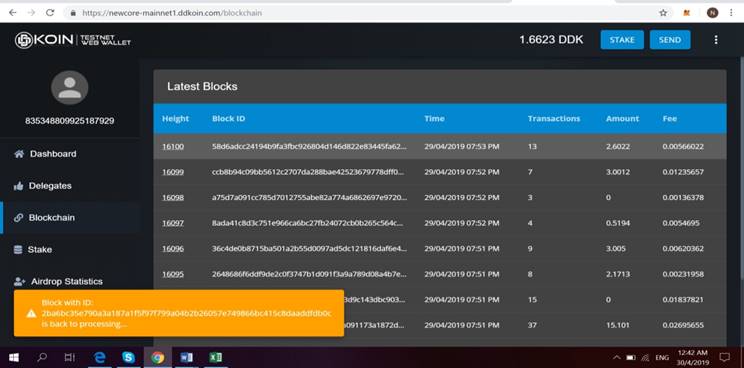 https://newcore-mainnet1.ddkoin.com/blockchain
N
KOIN TESTNET WEB WALLET
1.6623 DDK STAKE SEND
835348809925187929
Dashboard
Delegates
Blockchain
Stake
Airdrop Statistics
Latest Blocks
Height Block ID Time Transactions Amount Fee
16100 58d6adcc24194b9fa3fbc926804d146d822e83445fa62... 29/04/2019 07:53 PM 13 2.6022 0.00566022
16099 ccb8b94c09bb5612c2707da288bae42523679778dff0... 29/04/2019 07:52 PM 7 3.0012 0.01235657
16098 a75d7a091cc785d7012755abe82a774a6862697e9720... 29/04/2019 07:52 PM 3 0 0.00136378
16097 8ada41c8d3c751e966ca6bc27fb24072cb0b265c564c... 29/04/2019 07:52 PM 4 0.5194 0.0054695
16096 36c4de0b8715ba501a2b55d0097ad5dc121816daf6e4... 29/04/2019 07:51 PM 9 3.005 0.00620362
16095 2648686f6ddf9de2c0f3747b1d091f3a9a789d08a4b7e... 29/04/2019 07:51 PM 8 2.1713 0.00231958
3d9c143dbc903... 29/04/2019 07:51 PM 15 0 0.01837821
a091173a1872d... 29/04/2019 07:51 PM 37 15.101 0.02695655
Block with ID:
2ba6bc35e790a3a187a1f5f97f799a04b2b26057e749866bc415c8daaddfdb0c
is back to processing...
ENG 12:42 AM
30/4/2019